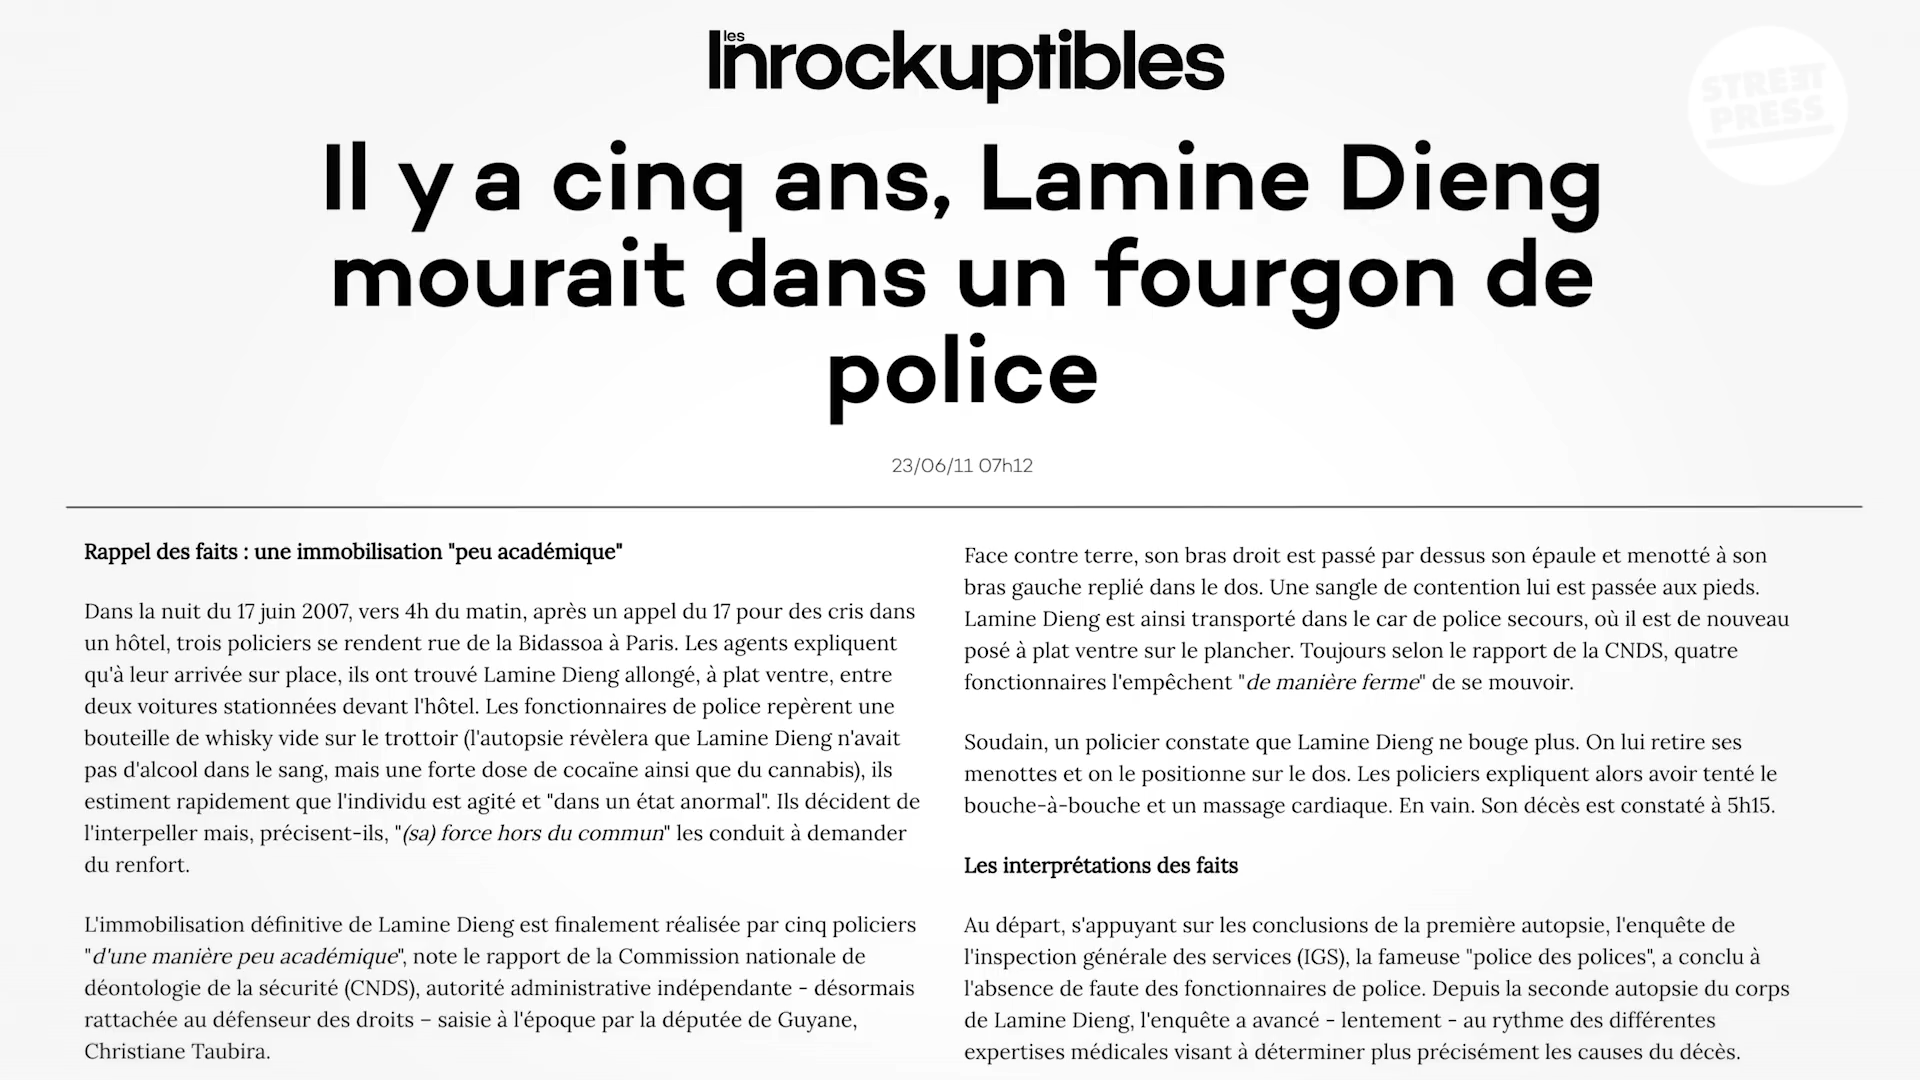 les
Inrockuptibles
STREET
PRESS
Il y a cinq ans, Lamine Dieng
mourait dans un fourgon de
police
23/06/11 07h12
Rappel des faits : une immobilisation "peu académique"
Dans la nuit du 17 juin 2007, vers 4h du matin, après un appel du 17 pour des cris dans
un hôtel, trois policiers se rendent rue de la Bidassoa à Paris. Les agents expliquent
qu'à leur arrivée sur place, ils ont trouvé Lamine Dieng allongé, à plat ventre, entre
deux voitures stationnées devant l'hôtel. Les fonctionnaires de police repèrent une
bouteille de whisky vide sur le trottoir (l'autopsie révèlera que Lamine Dieng n'avait
pas d'alcool dans le sang, mais une forte dose de cocaïne ainsi que du cannabis), ils
estiment rapidement que l'individu est agité et "dans un état anormal". Ils décident de
l'interpeller mais, précisent-ils, "(sa) force hors du commun" les conduit à demander
du renfort.
L'immobilisation définitive de Lamine Dieng est finalement réalisée par cinq policiers
"d'une manière peu académique", note le rapport de la Commission nationale de
déontologie de la sécurité (CNDS), autorité administrative indépendante - désormais
rattachée au défenseur des droits – saisie à l'époque par la députée de Guyane,
Christiane Taubira.
Face contre terre, son bras droit est passé par dessus son épaule et menotté à son
bras gauche replié dans le dos. Une sangle de contention lui est passée aux pieds.
Lamine Dieng est ainsi transporté dans le car de police secours, où il est de nouveau
posé à plat ventre sur le plancher. Toujours selon le rapport de la CNDS, quatre
fonctionnaires l'empêchent "de manière ferme" de se mouvoir.
Soudain, un policier constate que Lamine Dieng ne bouge plus. On lui retire ses
menottes et on le positionne sur le dos. Les policiers expliquent alors avoir tenté le
bouche-à-bouche et un massage cardiaque. En vain. Son décès est constaté à 5h15.
Les interprétations des faits
Au départ, s'appuyant sur les conclusions de la première autopsie, l'enquête de
l'inspection générale des services (IGS), la fameuse "police des polices", a conclu à
l'absence de faute des fonctionnaires de police. Depuis la seconde autopsie du corps
de Lamine Dieng, l'enquête a avancé - lentement - au rythme des différentes
expertises médicales visant à déterminer plus précisément les causes du décès.